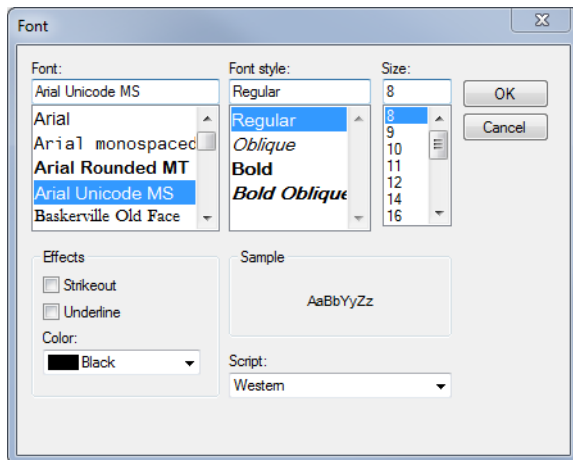 Font
Font:
Arial Unicode MS
Arial
Arial monospaced
Arial Rounded MT
Arial Unicode MS
Baskerville Old Face
Font style:
Regular
Regular
Oblique
Bold
Bold Oblique
Size:
8
8
9
10
11
12
14
16
OK
Cancel
Effects
Strikeout
Underline
Color:
Black
Sample
AaBbYyZz
Script:
Western